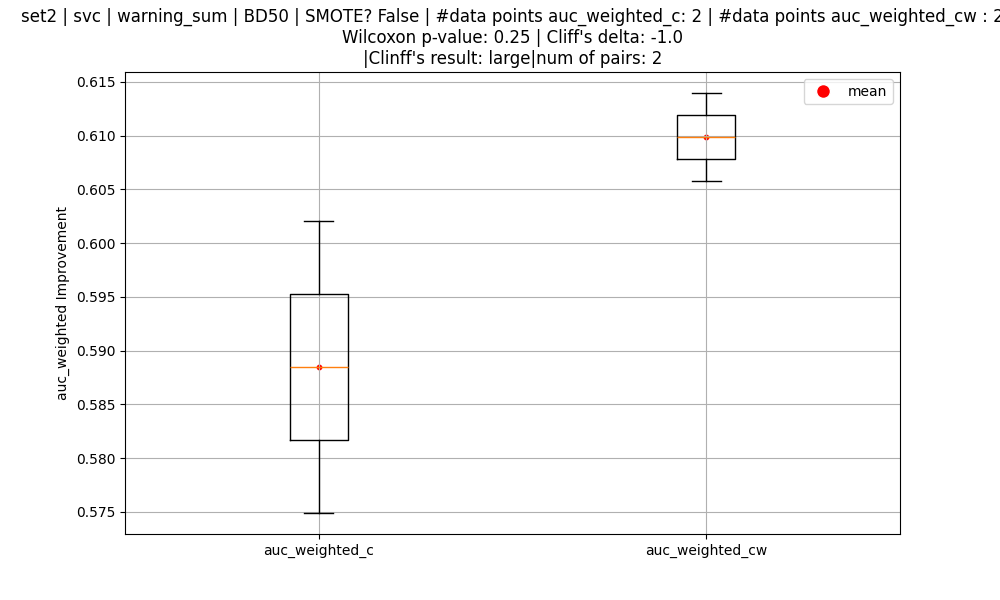 set2 | svc | warning_sum | BD50 | SMOTE? False | #data points auc_weighted_c: 2 | #data points auc_weighted_cw : 2
Wilcoxon p-value: 0.25 | Cliff's delta: -1.0
|Clinff's result: large|num of pairs: 2
mean
auc_weighted Improvement
0.615
0.610
0.605
0.600
0.595
0.590
0.585
0.580
0.575
auc_weighted_c
auc_weighted_cw